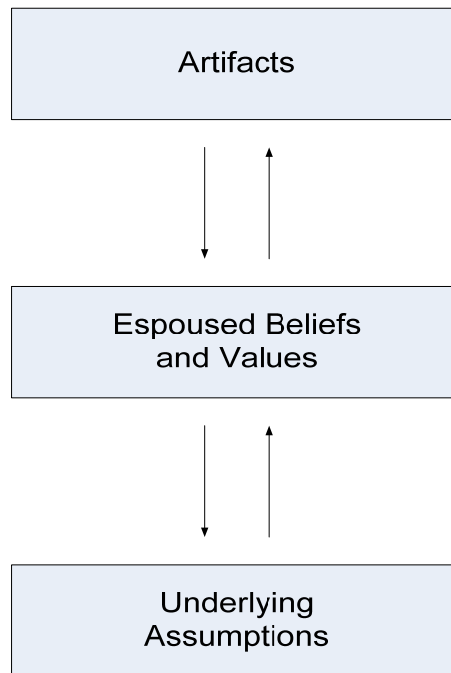 Artifacts
Espoused Beliefs
and Values
Underlying
Assumptions